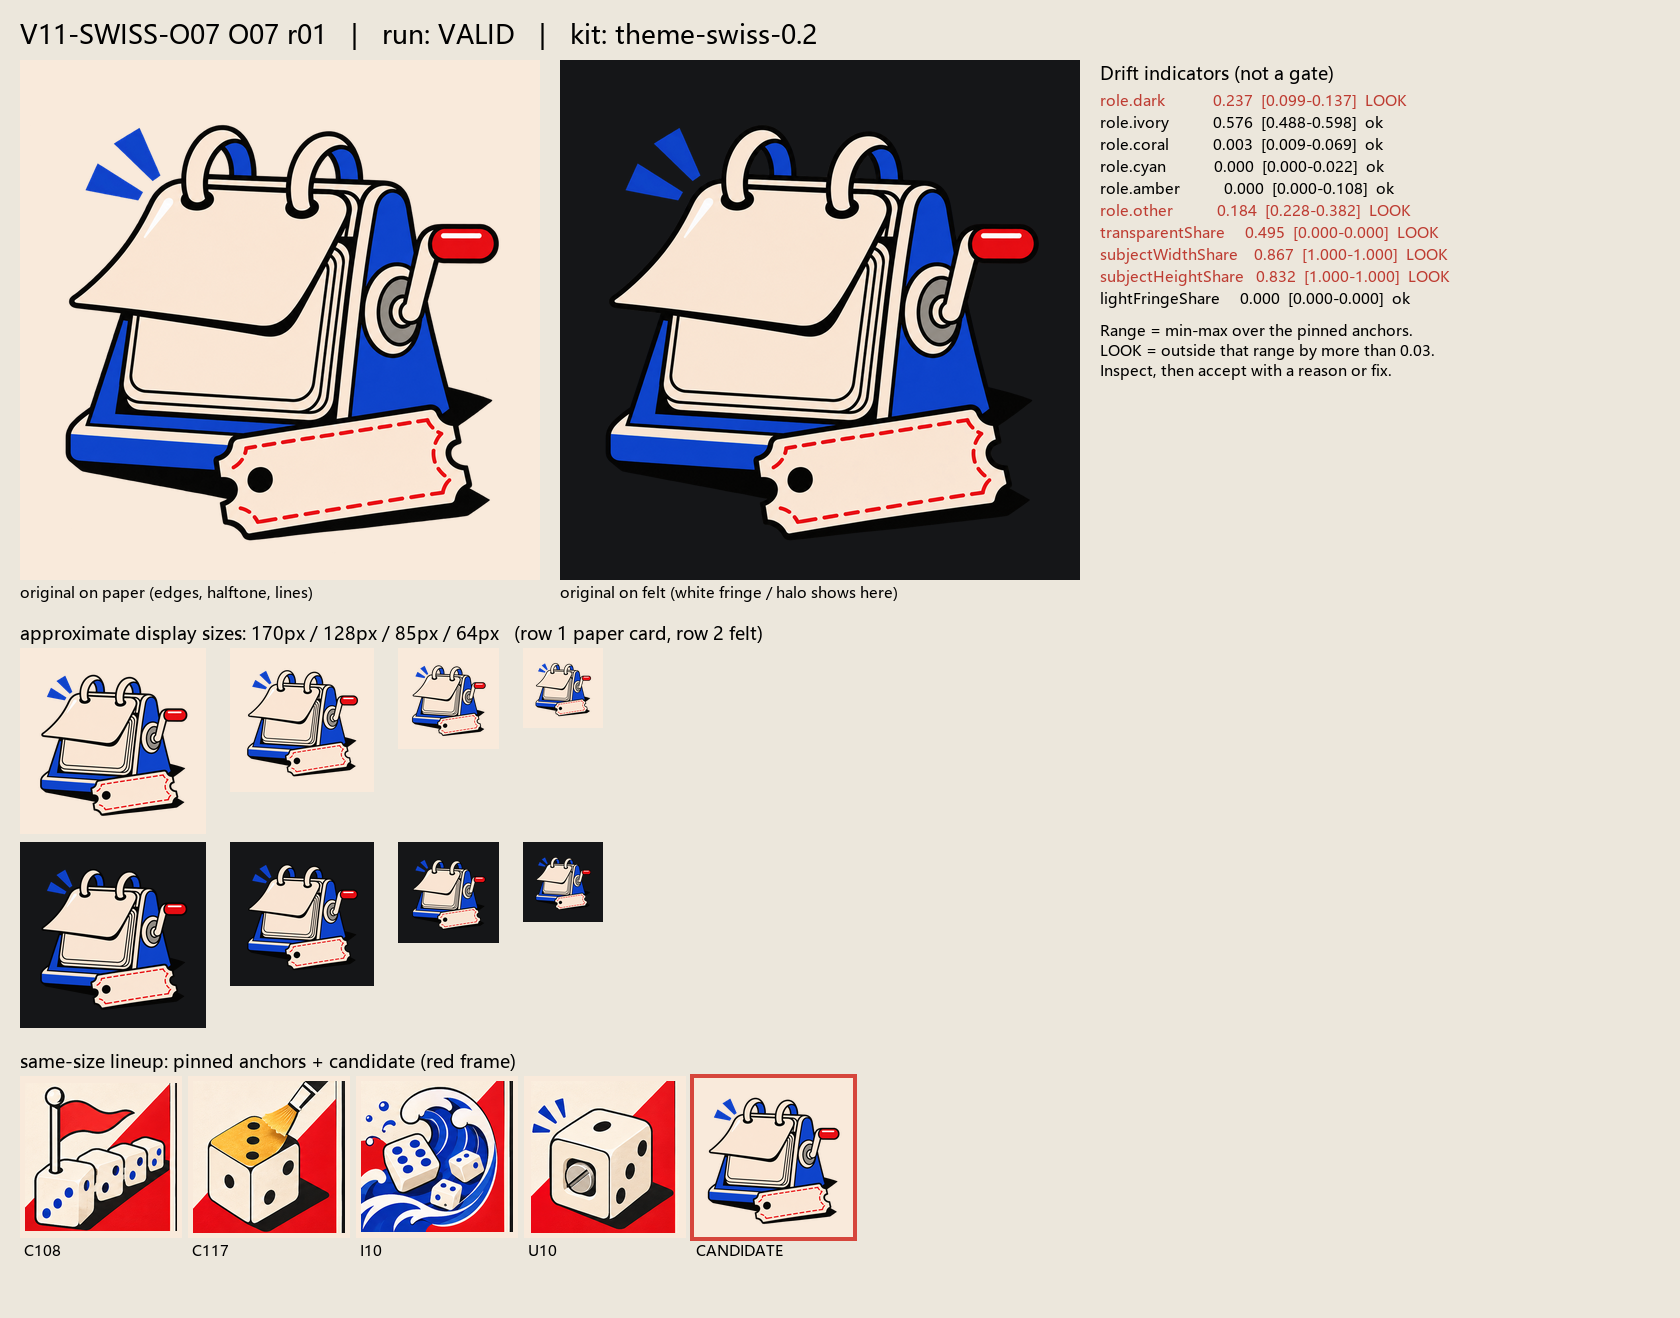 V11-SWISS-O07 O07 r01 | run: VALID | kit: theme-swiss-0.2
Drift indicators (not a gate)
role.dark 0.237 [0.099-0.137] LOOK
role.ivory 0.576 [0.488-0.598] ok
role.coral 0.003 [0.009-0.069] ok
role.cyan 0.000 [0.000-0.022] ok
role.amber 0.000 [0.000-0.108] ok
role.other 0.184 [0.228-0.382] LOOK
transparentShare 0.495 [0.000-0.000] LOOK
subjectWidthShare 0.867 [1.000-1.000] LOOK
subjectHeightShare 0.832 [1.000-1.000] LOOK
lightFringeShare 0.000 [0.000-0.000] ok
Range = min-max over the pinned anchors.
LOOK = outside that range by more than 0.03.
Inspect, then accept with a reason or fix.
original on paper (edges, halftone, lines)
original on felt (white fringe / halo shows here)
approximate display sizes: 170px / 128px / 85px / 64px (row 1 paper card, row 2 felt)
same-size lineup: pinned anchors + candidate (red frame)
C108
C117
I10
U10
CANDIDATE